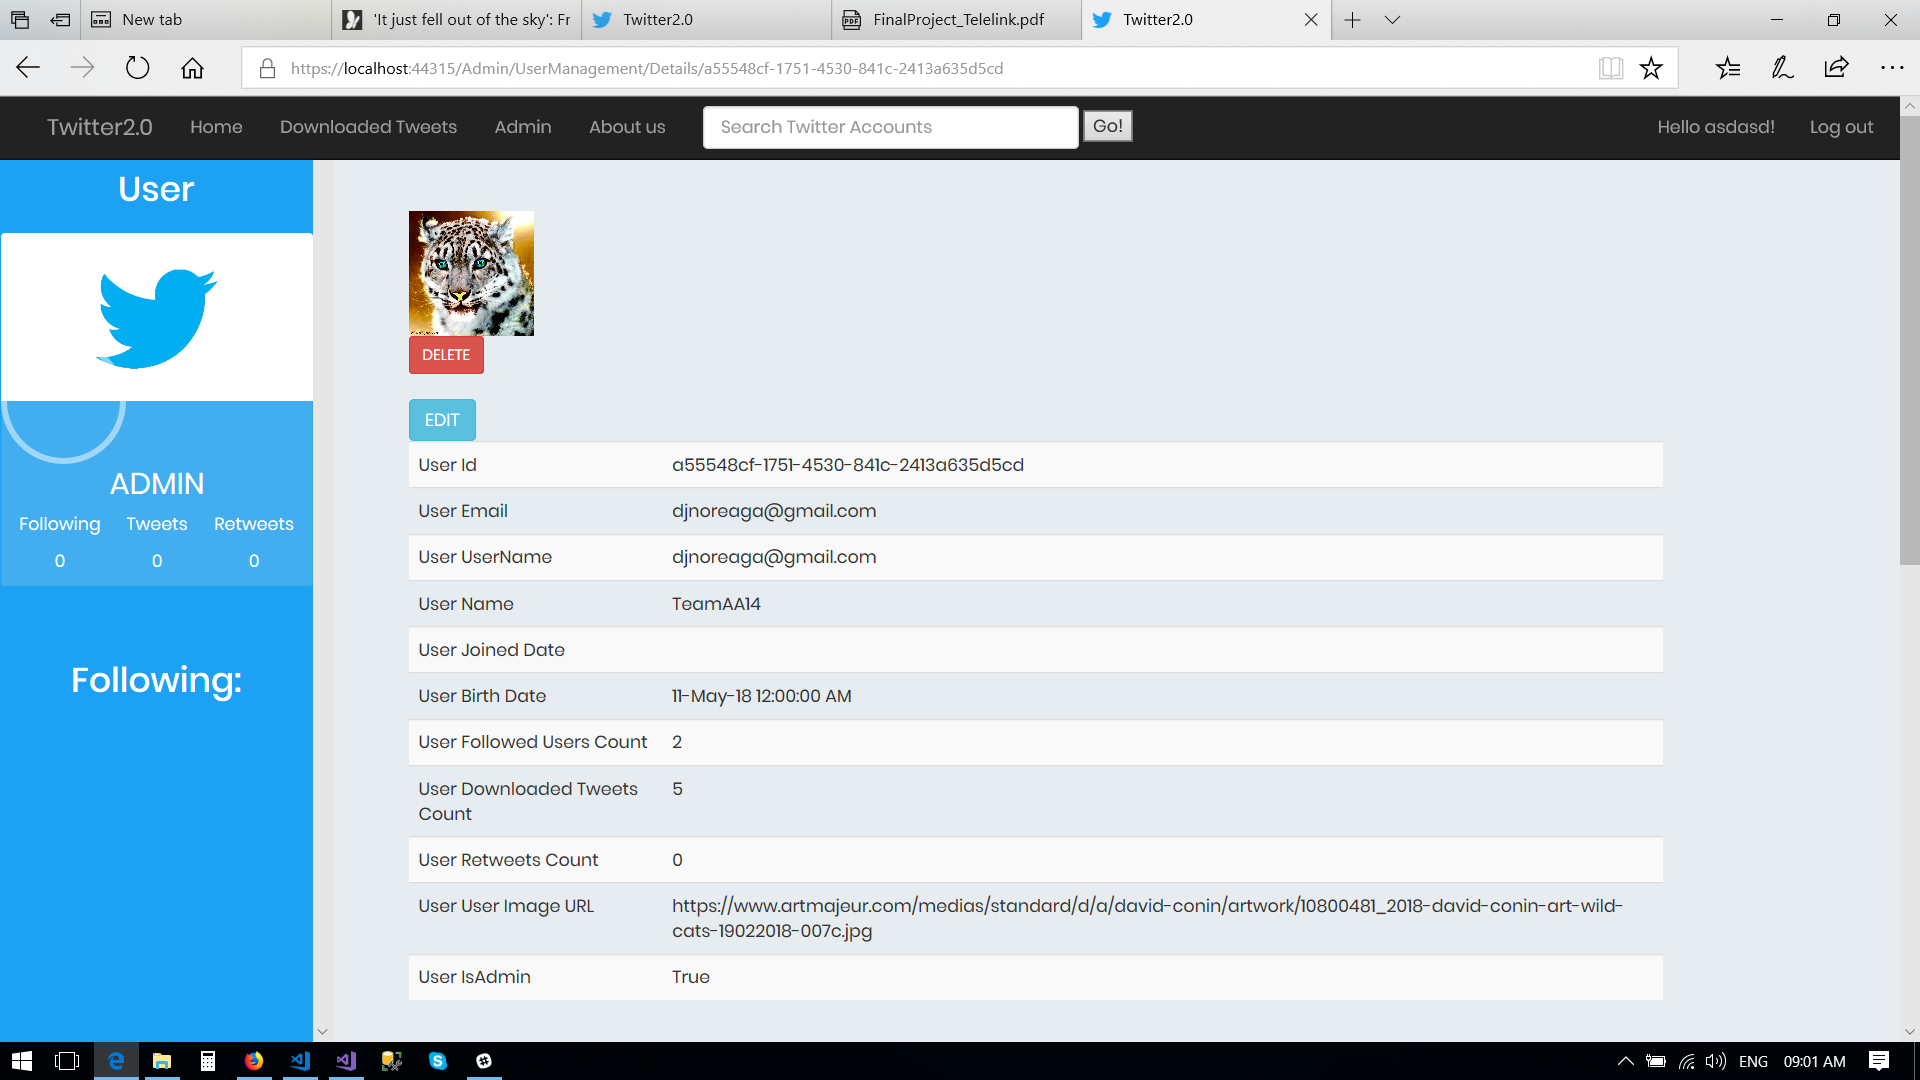 New tab
'It just fell out of the sky': Fr
Twitter2.0
FinalProject_Telelink.pdf
Twitter2.0
https://localhost:44315/Admin/UserManagement/Details/a55548cf-1751-4530-841c-2413a635d5cd
Twitter2.0 Home Downloaded Tweets Admin About us Search Twitter Accounts Go! Hello asdasd! Log out
User
ADMIN
Following Tweets Retweets
0 0 0
Following:
DELETE
EDIT
User Id a55548cf-1751-4530-841c-2413a635d5cd
User Email djnoreaga@gmail.com
User UserName djnoreaga@gmail.com
User Name TeamAA14
User Joined Date
User Birth Date 11-May-18 12:00:00 AM
User Followed Users Count 2
User Downloaded Tweets 5
Count
User Retweets Count 0
User User Image URL https://www.artmajeur.com/medias/standard/d/a/david-conin/artwork/10800481_2018-david-conin-art-wild-
cats-19022018-007c.jpg
User IsAdmin True
ENG 09:01 AM